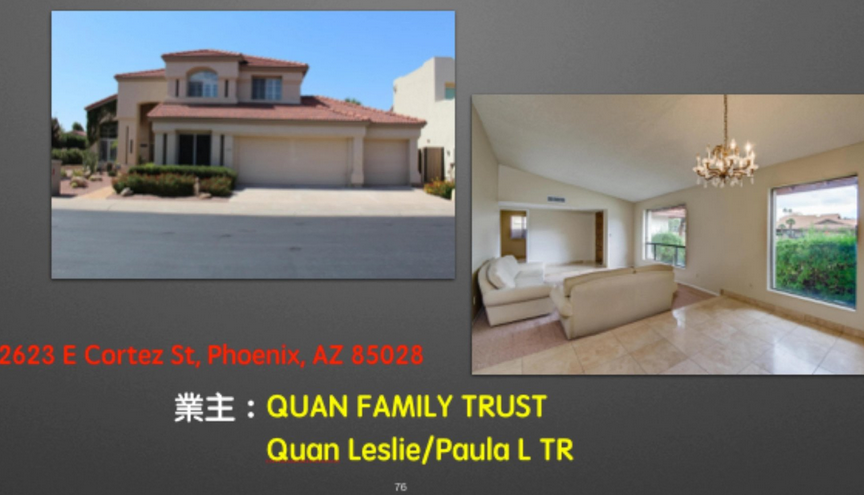 2623 E Cortez St, Phoenix, AZ 85028
業主：QUAN FAMILY TRUST
Quan Leslie/Paula L TR
76